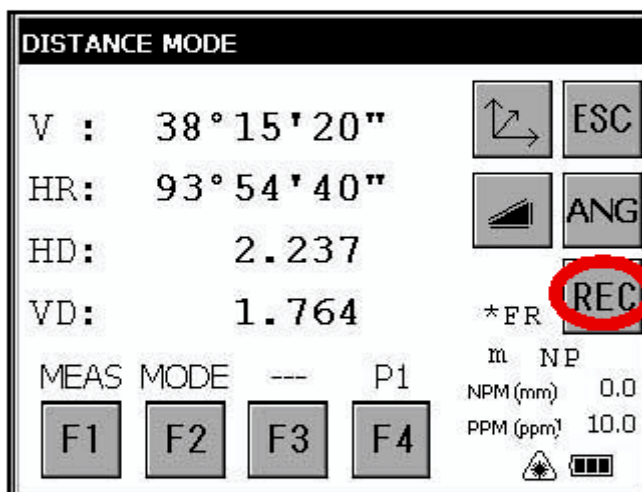 DISTANCE MODE
V : 38°15'20"
ESC
HR: 93°54'40"
ANG
HD: 2.237
VD: 1.764
REC
*FR
m NP
MEAS MODE --- P1
NPM (mm) 0.0
F1 F2 F3 F4
PPM (ppm) 10.0